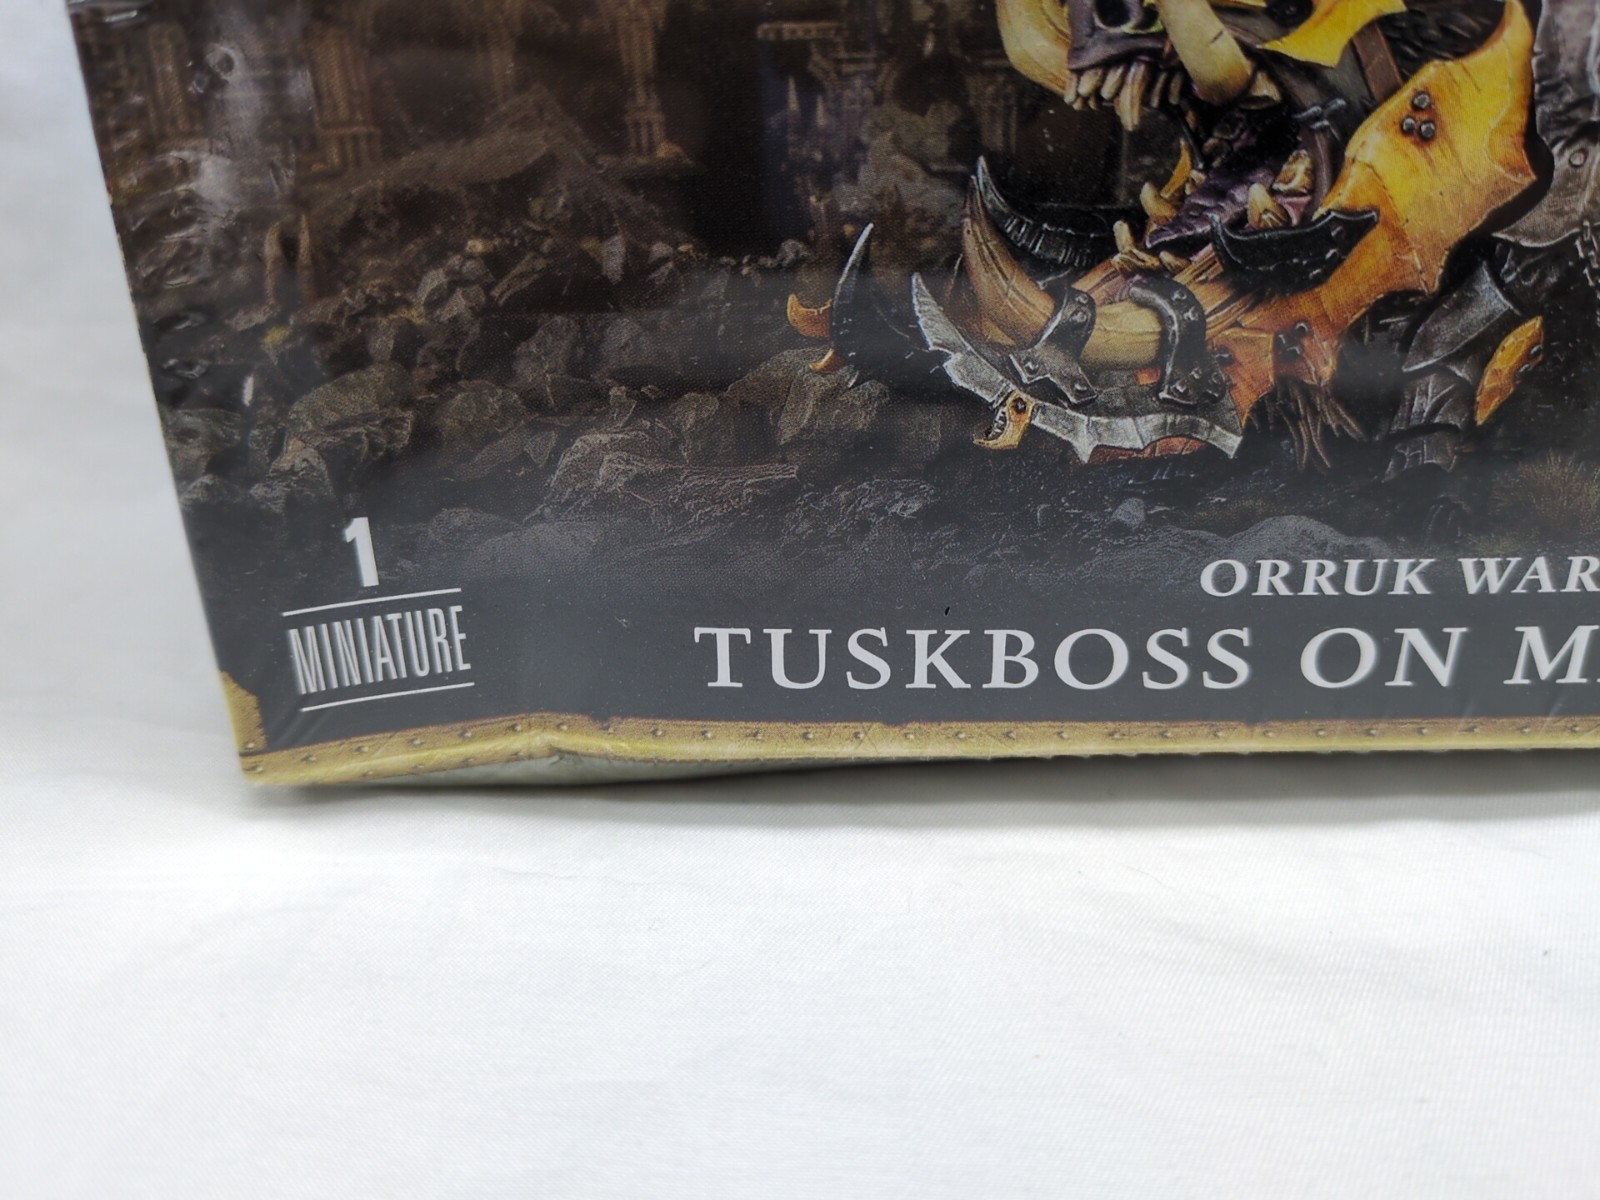 1
MINIATURE
ORRUK WAR
TUSKBOSS ON M